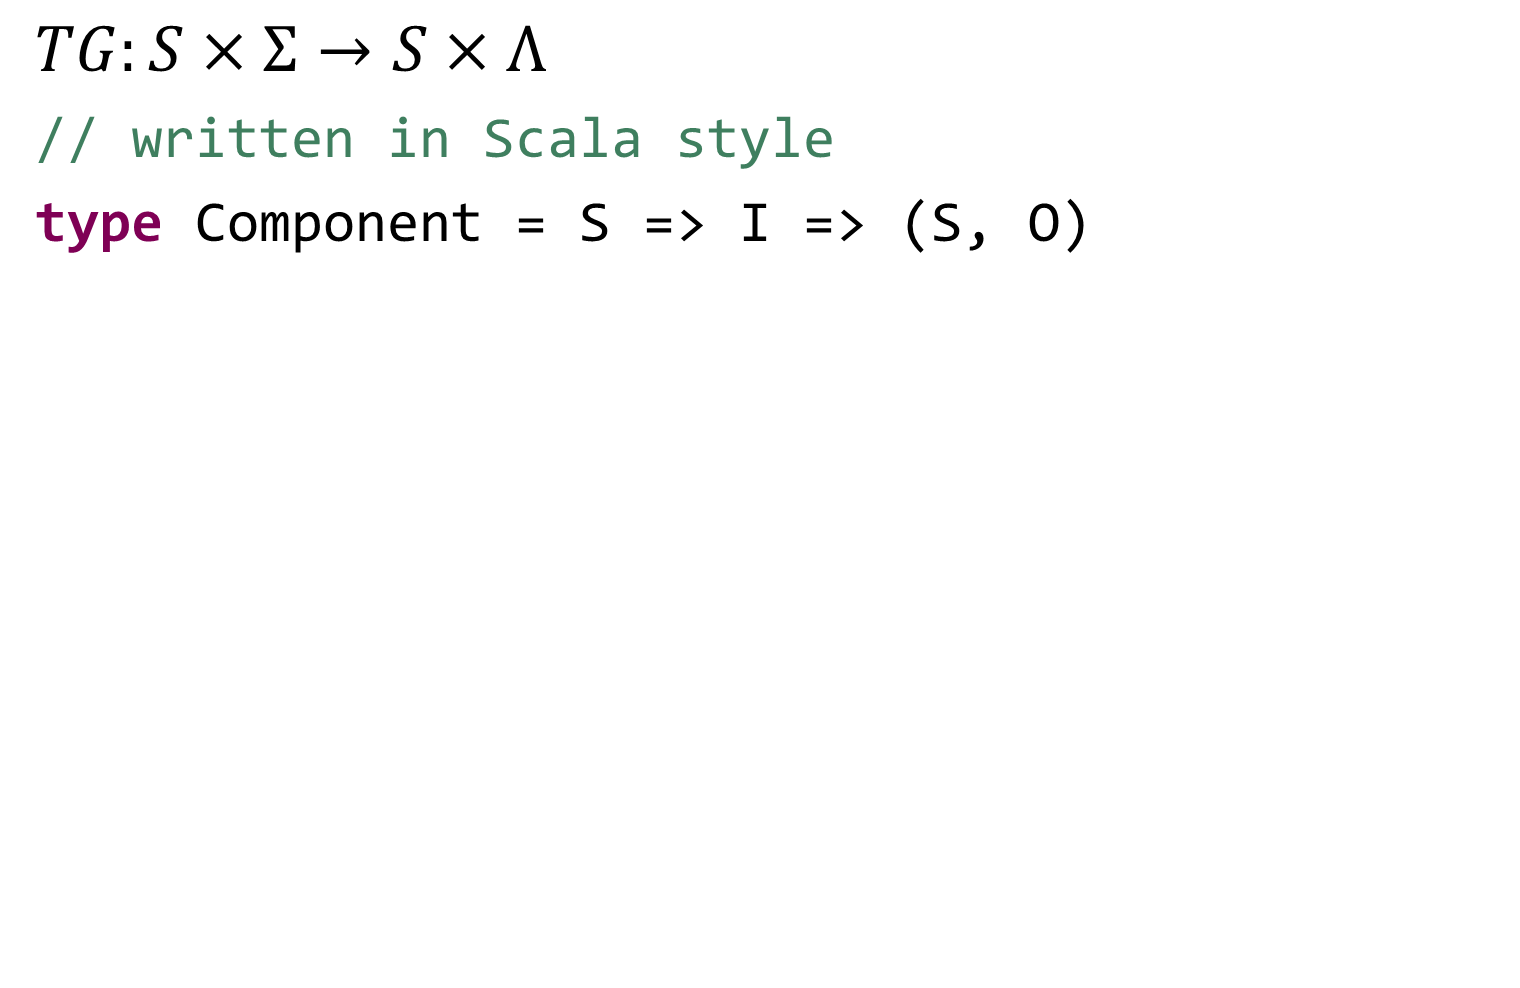 TG: S × Σ → S × Λ
// written in Scala style
type Component = S => I => (S, O)